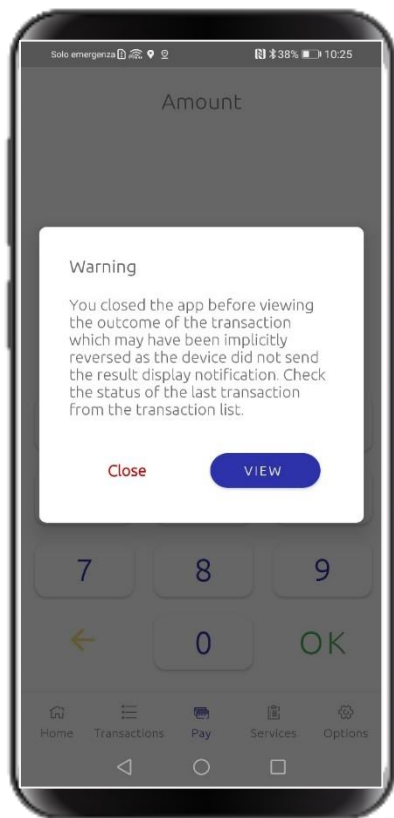 Solo emergenza 38% 10:25
Amount
Warning
You closed the app before viewing
the outcome of the transaction
which may have been implicitly
reversed as the device did not send
the result display notification. Check
the status of the last transaction
from the transaction list.
Close VIEW
7 8 9
0 OK
Home Transactions Pay Services Options